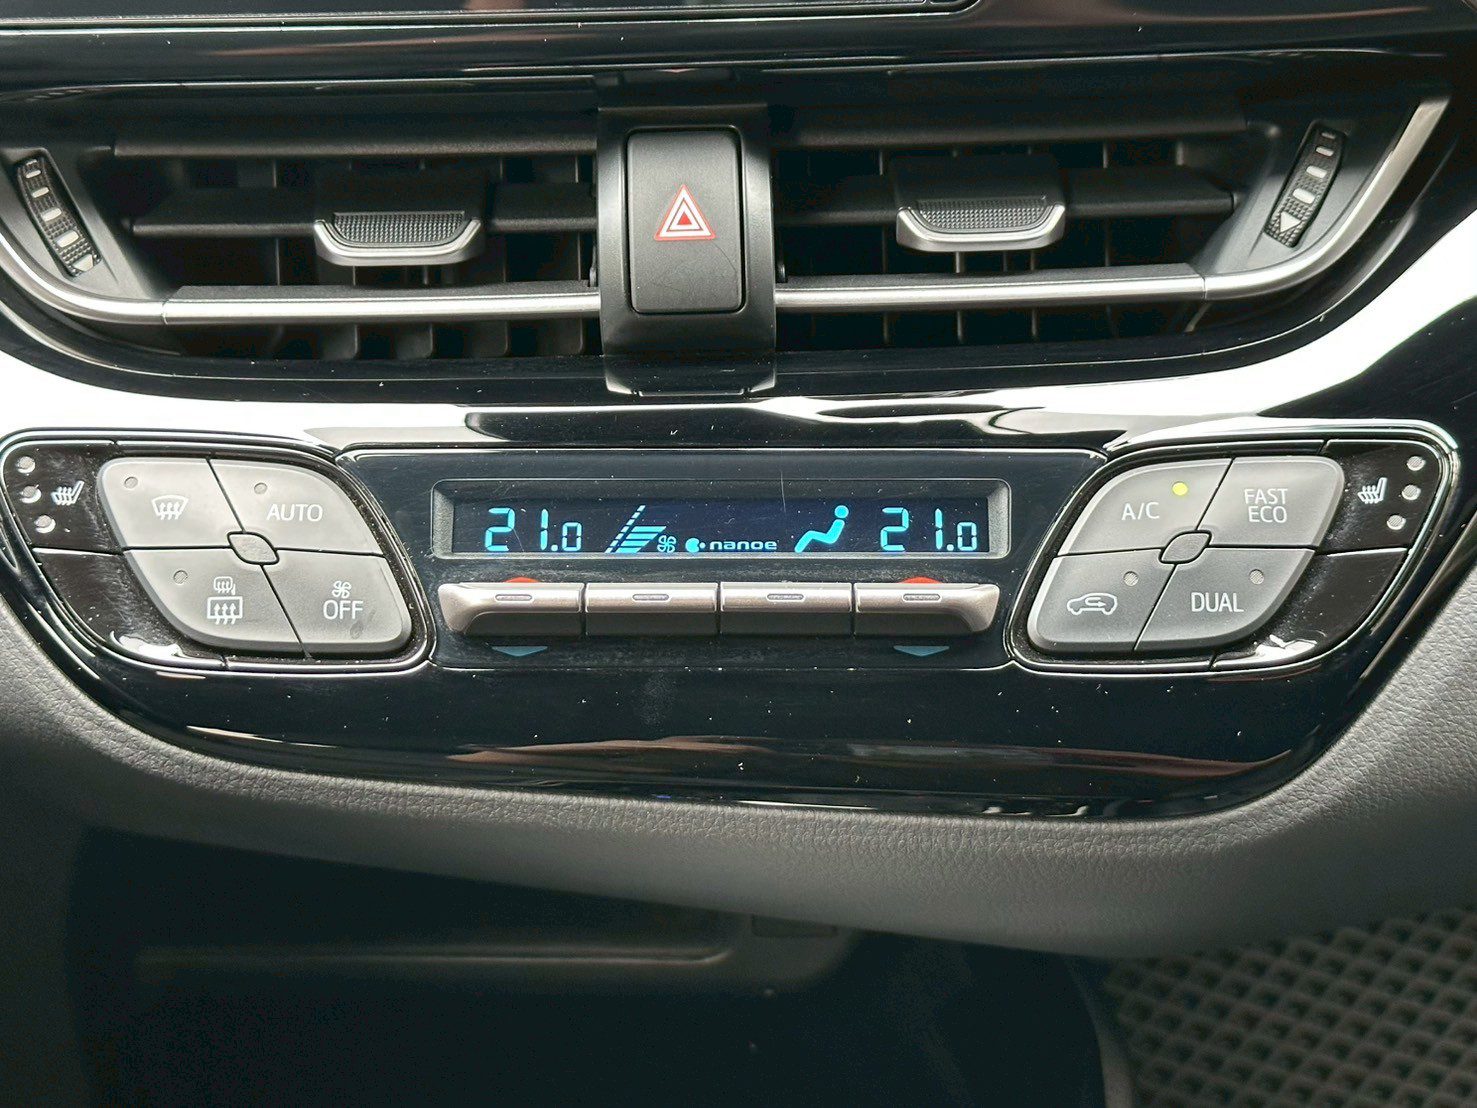 AUTO
OFF
21.0
nanoe
21.0
A/C
FAST
ECO
DUAL